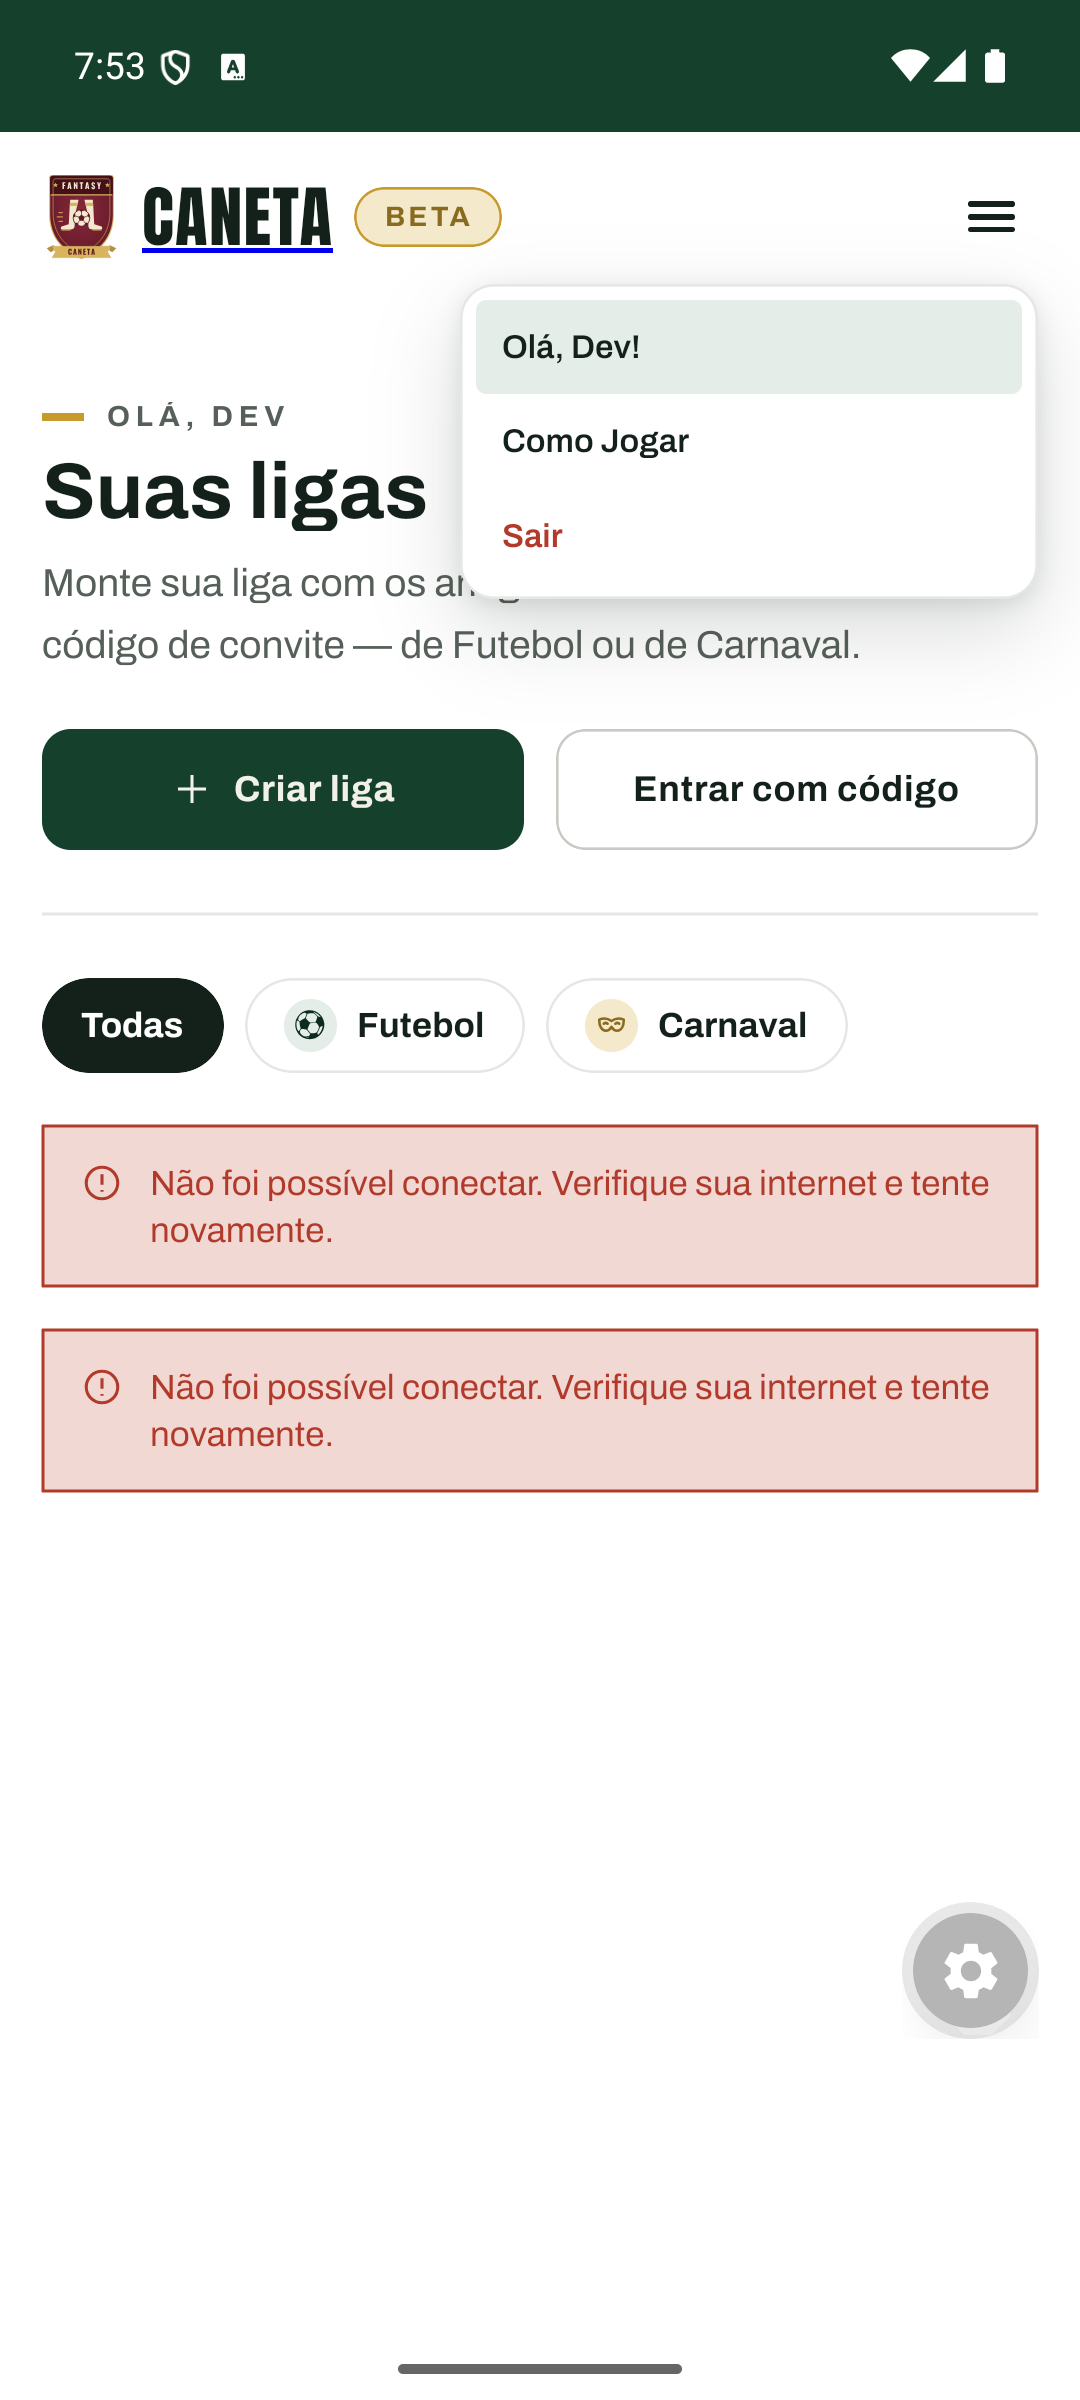 7:53
FANTASY
CANETA
CANETA
BETA
Olá, Dev!
Como Jogar
Sair
OLÁ, DEV
Suas ligas
Monte sua liga com os
código de convite — de Futebol ou de Carnaval.
Criar liga
Entrar com código
Todas
Futebol
Carnaval
Não foi possível conectar. Verifique sua internet e tente
novamente.
Não foi possível conectar. Verifique sua internet e tente
novamente.